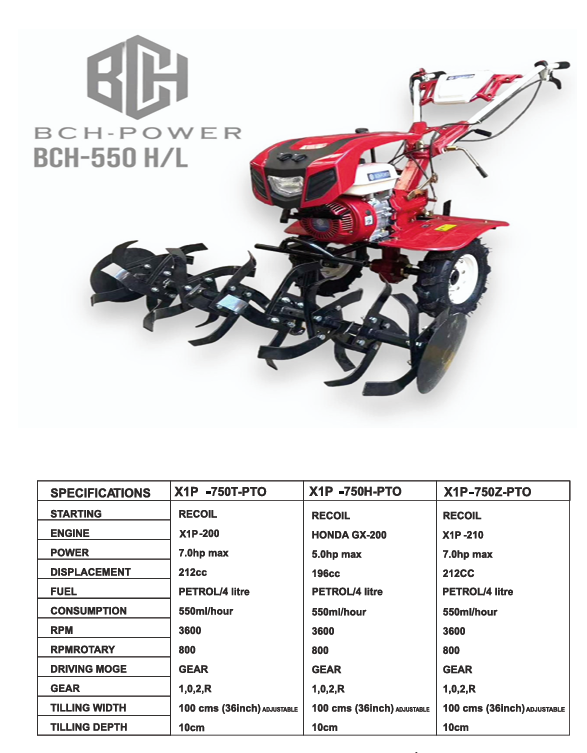 BCH
BCH-POWER
BCH-550 H/L
SPECIFICATIONS X1P -750T-PTO X1P -750H-PTO X1P-750Z-PTO
STARTING RECOIL RECOIL RECOIL
ENGINE X1P-200 HONDA GX-200 X1P -210
POWER 7.0hp max 5.0hp max 7.0hp max
DISPLACEMENT 212cc 196cc 212CC
FUEL PETROL/4 litre PETROL/4 litre PETROL/4 litre
CONSUMPTION 550ml/hour 550ml/hour 550ml/hour
RPM 3600 3600 3600
RPMROTARY 800 800 800
DRIVING MOGE GEAR GEAR GEAR
GEAR 1,0,2,R 1,0,2,R 1,0,2,R
TILLING WIDTH 100 cms (36inch) ADJUSTABLE 100 cms (36inch) ADJUSTABLE 100 cms (36inch) ADJUSTABLE
TILLING DEPTH 10cm 10cm 10cm